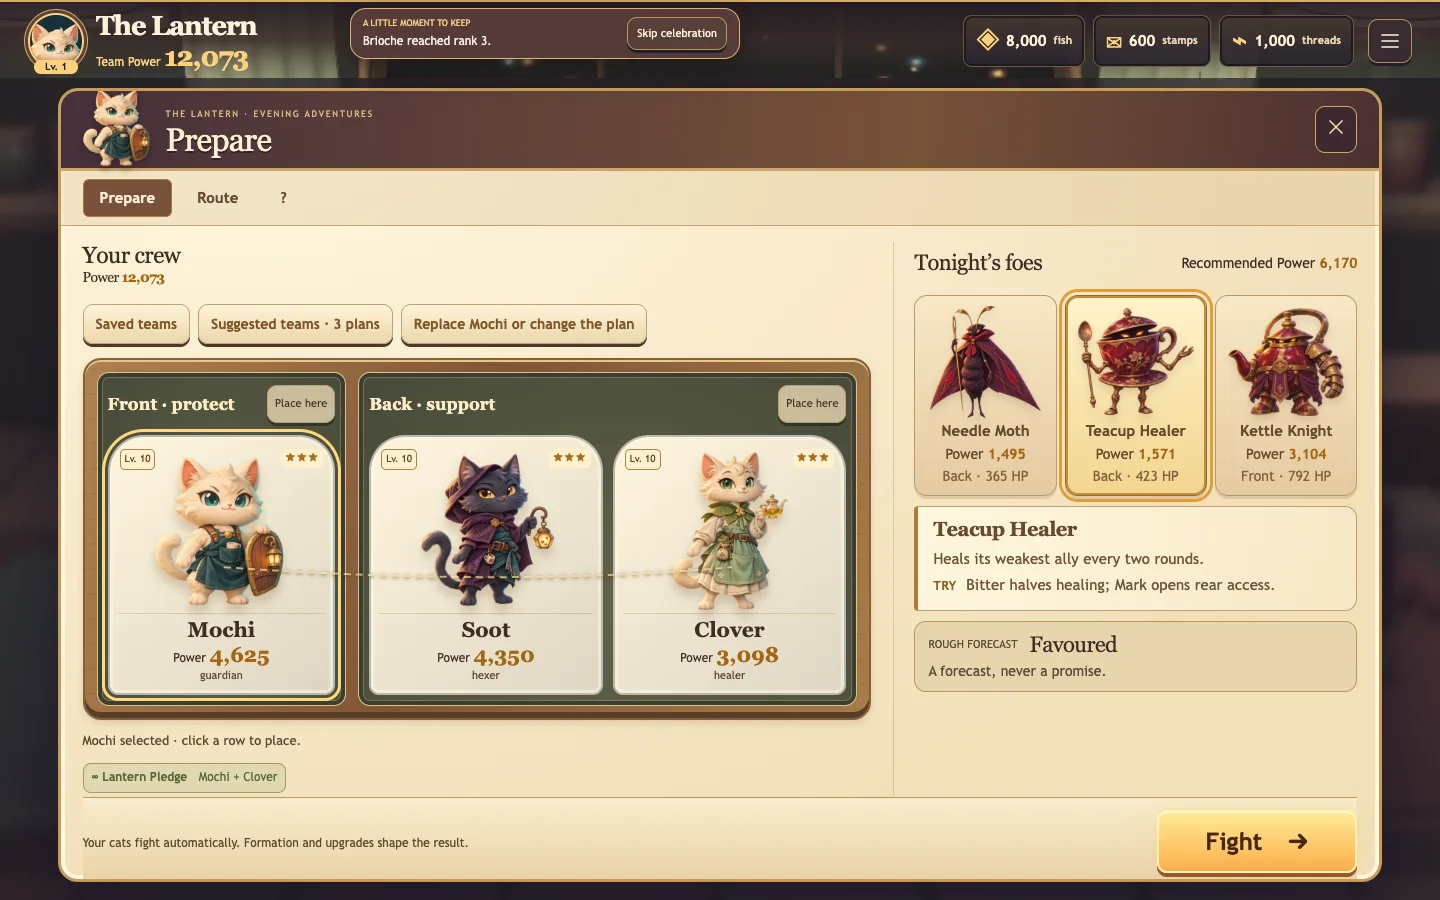 The Lantern
Team Power 12,073
Lv. 1
A LITTLE MOMENT TO KEEP
Brioche reached rank 3.
Skip celebration
8,000 fish
600 stamps
1,000 threads
THE LANTERN · EVENING ADVENTURES
Prepare
Prepare
Route
?
Your crew
Power 12,073
Saved teams
Suggested teams · 3 plans
Replace Mochi or change the plan
Front · protect
Place here
Back · support
Place here
Lv. 10
Mochi
Power 4,625
guardian
Lv. 10
Soot
Power 4,350
hexer
Lv. 10
Clover
Power 3,098
healer
Mochi selected · click a row to place.
∞ Lantern Pledge Mochi + Clover
Tonight's foes
Recommended Power 6,170
Needle Moth
Power 1,495
Back · 365 HP
Teacup Healer
Power 1,571
Back · 423 HP
Kettle Knight
Power 3,104
Front · 792 HP
Teacup Healer
Heals its weakest ally every two rounds.
TRY Bitter halves healing; Mark opens rear access.
ROUGH FORECAST Favoured
A forecast, never a promise.
Your cats fight automatically. Formation and upgrades shape the result.
Fight →